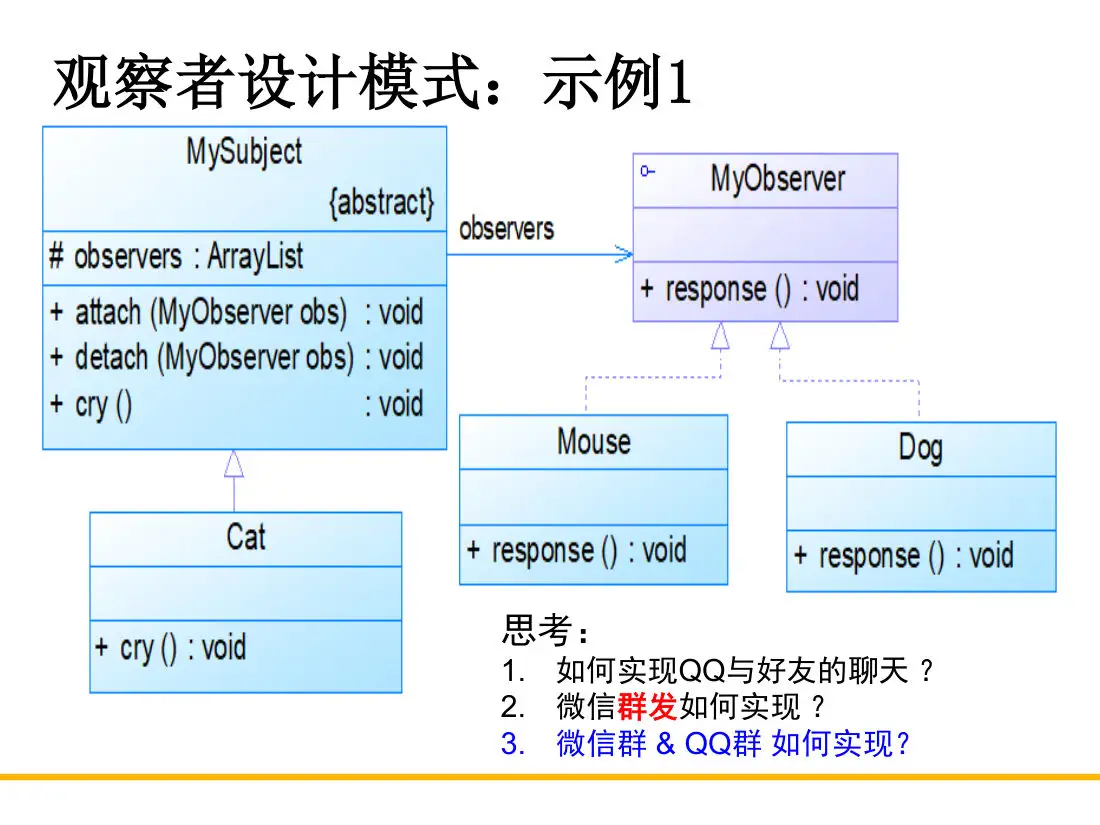 观察者设计模式：示例1
MySubject
{abstract}
# observers : ArrayList
+ attach (MyObserver obs) : void
+ detach (MyObserver obs) : void
+ cry () : void
observers
MyObserver
+ response () : void
Cat
+ cry () : void
Mouse
+ response () : void
Dog
+ response () : void
思考：
1. 如何实现QQ与好友的聊天 ？
2. 微信群发如何实现 ？
3. 微信群 & QQ群 如何实现？